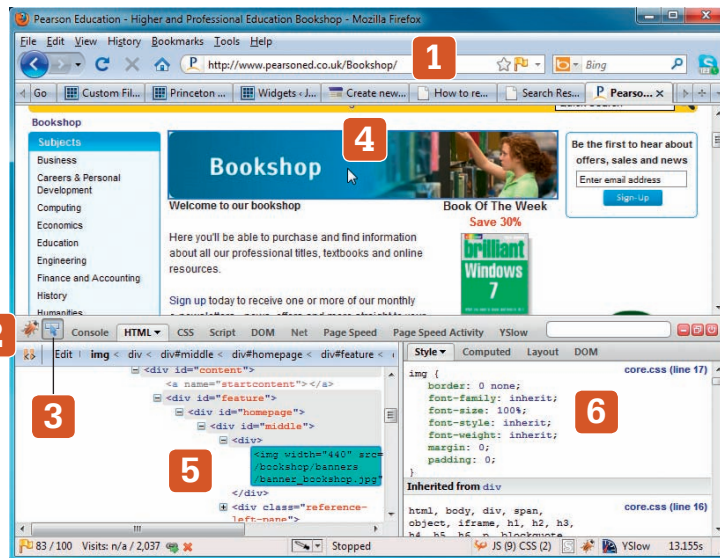 Pearson Education - Higher and Professional Education Bookshop - Mozilla Firefox
File Edit View History Bookmarks Tools Help
P http://www.pearsoned.co.uk/Bookshop/ Bing
1
Go Custom Fil... Princeton ... Widgets ‹ J... Create new... How to re... Search Res... P Pearso... X
Bookshop
4
Subjects
Business
Careers & Personal
Development
Computing
Economics
Education
Engineering
Finance and Accounting
History
Humanities
Bookshop
Welcome to our bookshop
Here you'll be able to purchase and find information
about all our professional titles, textbooks and online
resources.
Sign up today to receive one or more of our monthly
Book Of The Week
Save 30%
brilliant
Windows
7
Be the first to hear about
offers, sales and news
Enter email address
Sign-Up
2
Console HTML CSS Script DOM Net Page Speed Page Speed Activity YSlow
Edit img < div < div#middle < div#homepage < div#feature <
3
<div id="content">
<a name="startcontent"></a>
<div id="feature">
<div id="homepage">
<div id="middle">
<div>
<img width="440" src=
/bookshop/banners
/banner_bookshop.jpg"
</div>
<div class="reference-
left-pane">
5
Style Computed Layout DOM
img { core.css (line 17)
border: 0 none;
font-family: inherit;
font-size: 100%;
font-style: inherit;
font-weight: inherit;
margin: 0;
padding: 0;
}
6
Inherited from div
html, body, div, span, core.css (line 16)
object, iframe, h1, h2, h3,
h4, h5, h6, p, blockquote
83 / 100 Visits: n/a / 2,037 Stopped JS (9) CSS (2) YSlow 13.155s